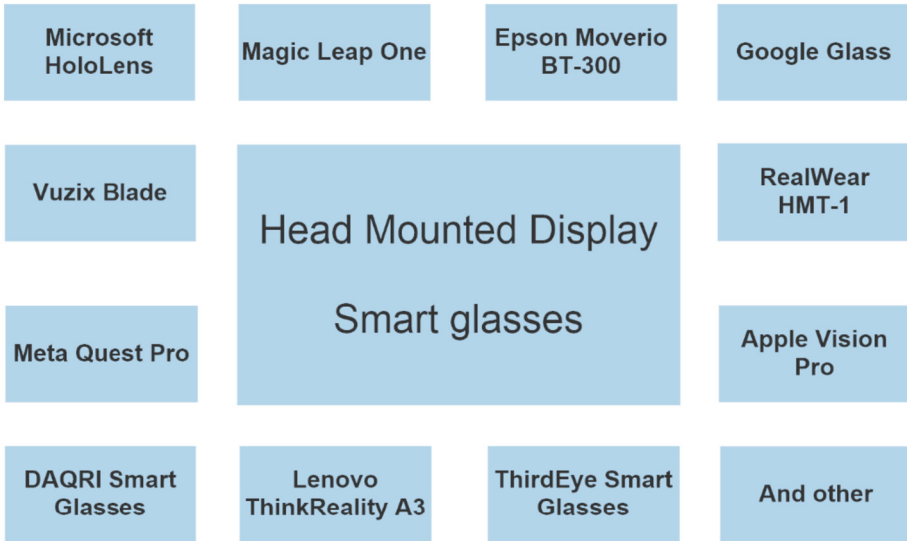 Microsoft
HoloLens
Magic Leap One
Epson Moverio
BT-300
Google Glass
Vuzix Blade
Head Mounted Display
Smart glasses
RealWear
HMT-1
Meta Quest Pro
Apple Vision
Pro
DAQRI Smart
Glasses
Lenovo
ThinkReality A3
ThirdEye Smart
Glasses
And other